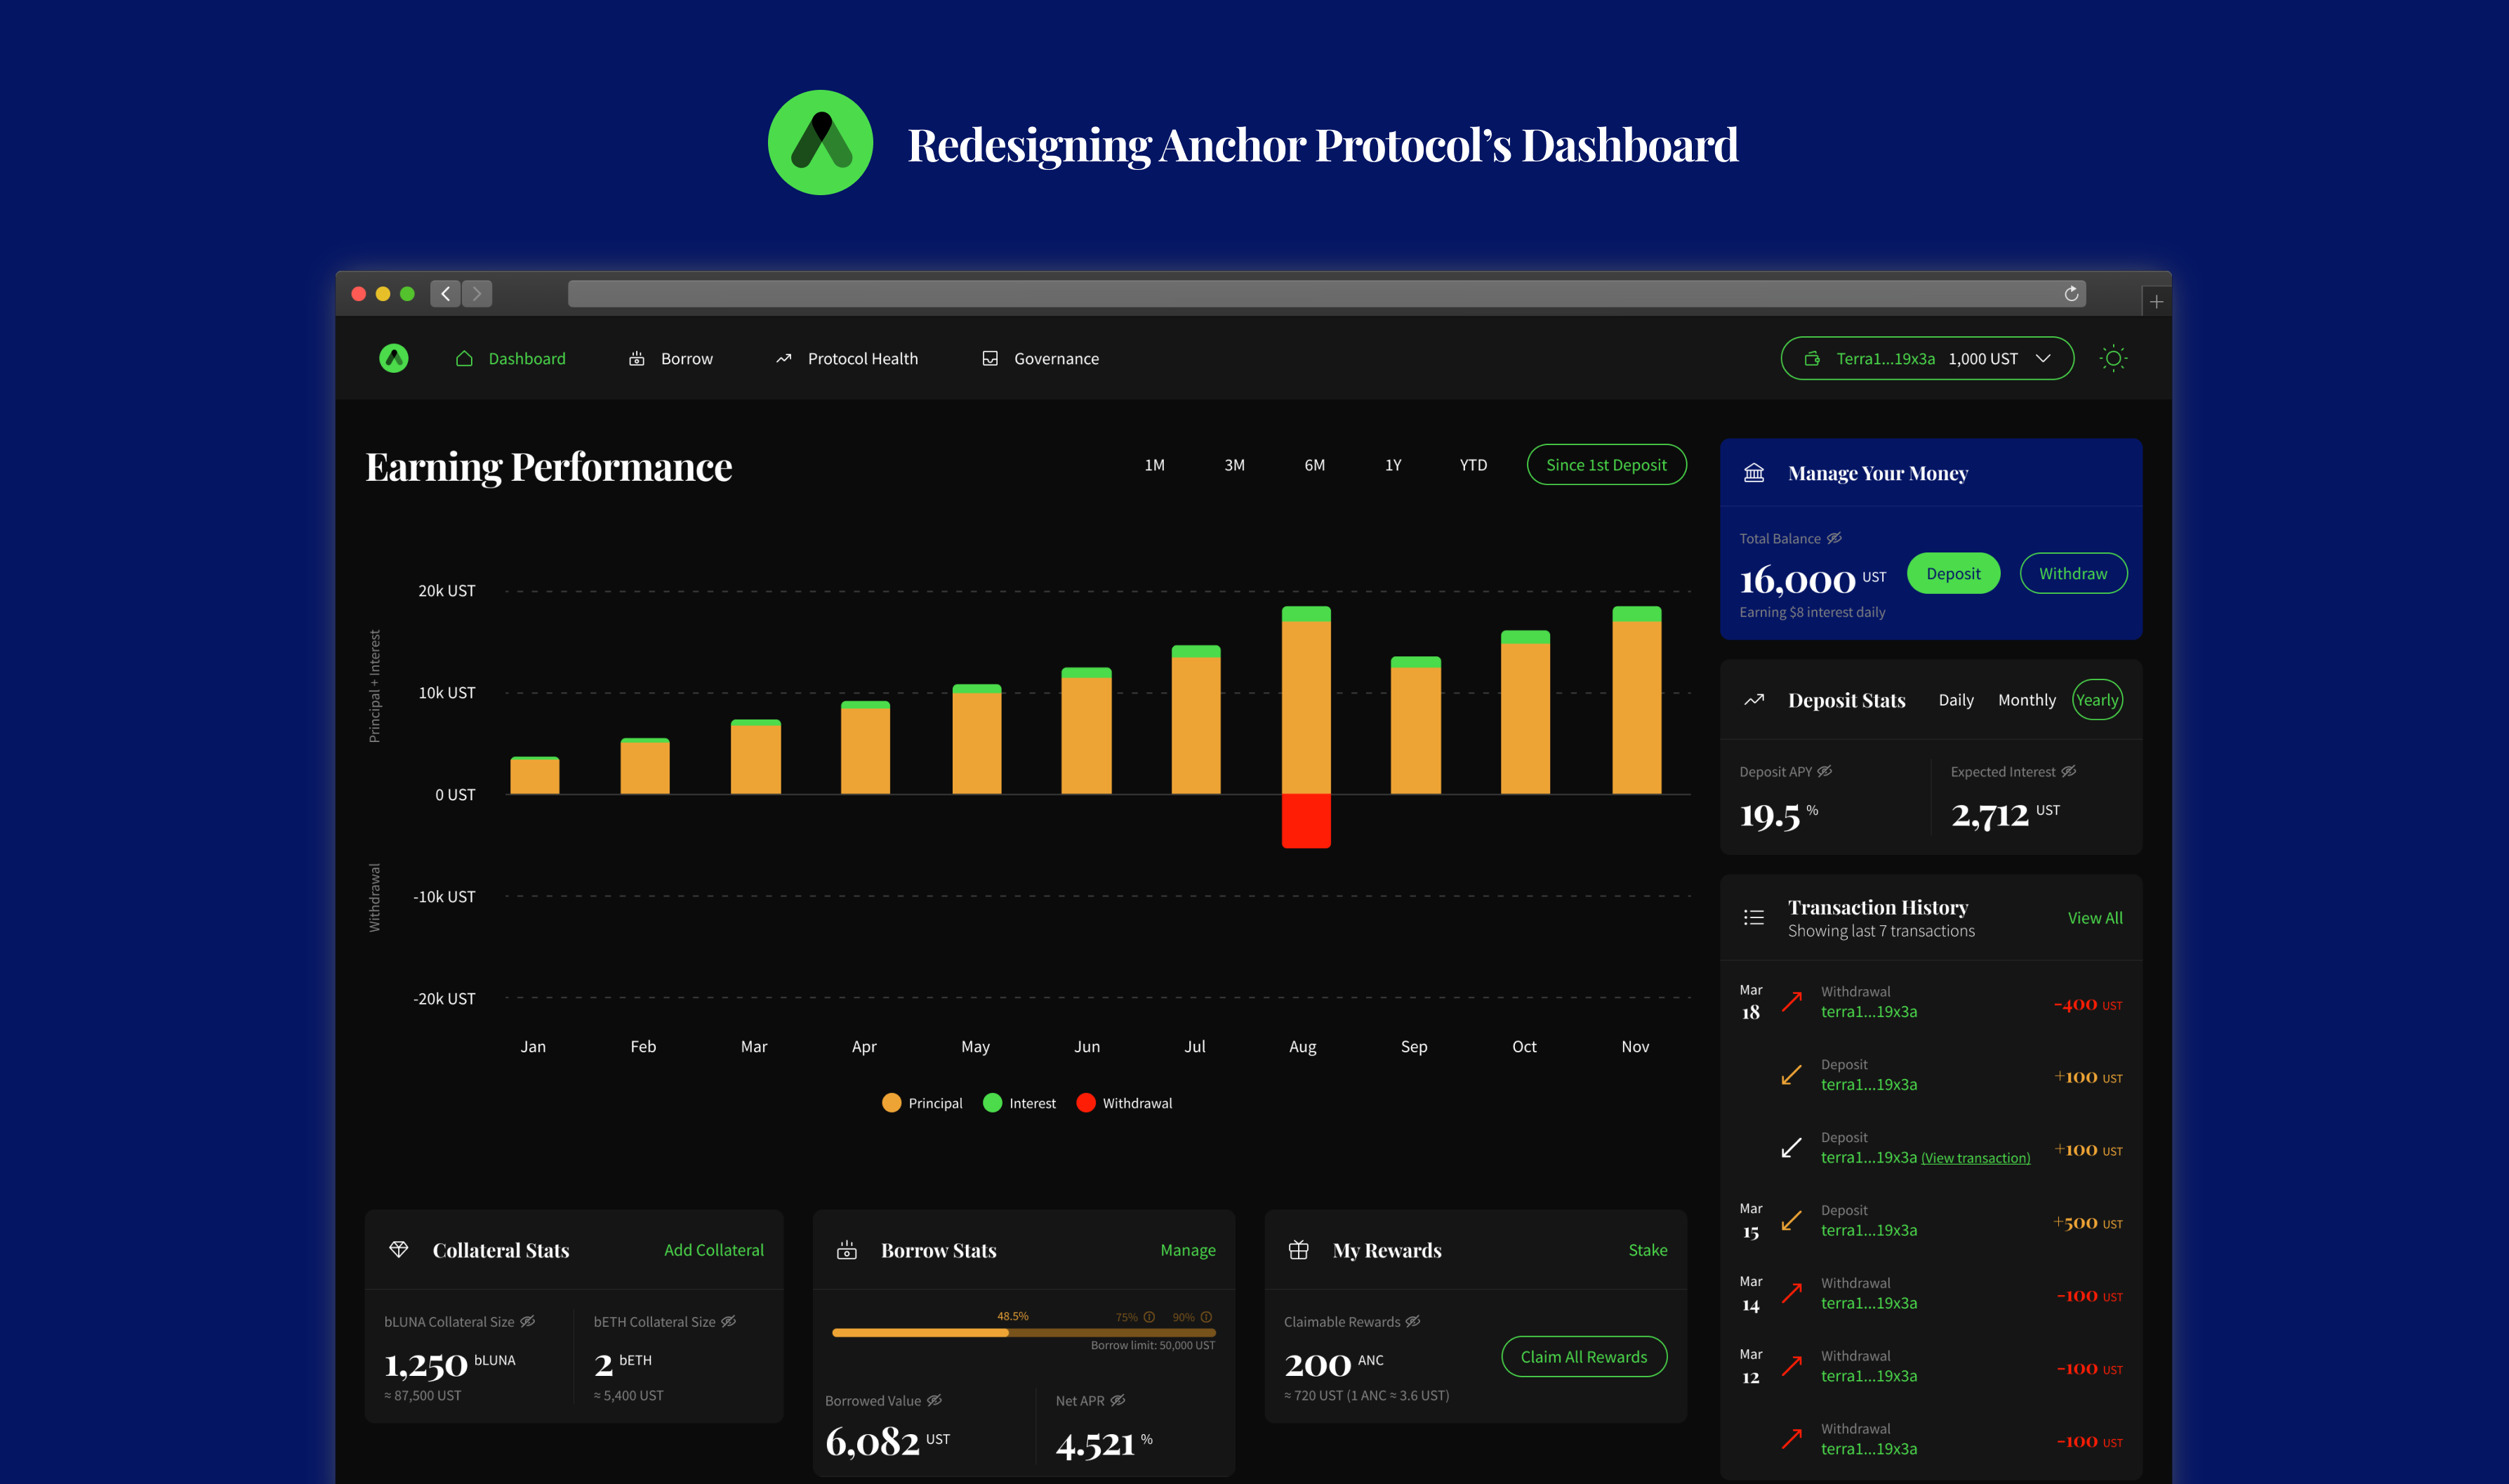 Redesigning Anchor Protocol’s Dashboard
Dashboard
Borrow
Protocol Health
Governance
Terra1...19x3a 1,000 UST
Earning Performance
1M
3M
6M
1Y
YTD
Since 1st Deposit
Principal + Interest
Withdrawal
20k UST
10k UST
0 UST
-10k UST
-20k UST
Jan
Feb
Mar
Apr
May
Jun
Jul
Aug
Sep
Oct
Nov
Principal
Interest
Withdrawal
Manage Your Money
Total Balance
16,000 UST
Earning $8 interest daily
Deposit
Withdraw
Deposit Stats
Daily
Monthly
Yearly
Deposit APY
19.5 %
Expected Interest
2,712 UST
Transaction History
Showing last 7 transactions
View All
Mar
18
Withdrawal
terra1...19x3a
-400 UST
Deposit
terra1...19x3a
+100 UST
Deposit
terra1...19x3a (View transaction)
+100 UST
Mar
15
Deposit
terra1...19x3a
+500 UST
Mar
14
Withdrawal
terra1...19x3a
-100 UST
Mar
12
Withdrawal
terra1...19x3a
-100 UST
Withdrawal
terra1...19x3a
-100 UST
Collateral Stats
Add Collateral
bLUNA Collateral Size
1,250 bLUNA
≈ 87,500 UST
bETH Collateral Size
2 bETH
≈ 5,400 UST
Borrow Stats
Manage
48.5%
75%
90%
Borrow limit: 50,000 UST
Borrowed Value
6,082 UST
Net APR
4.521 %
My Rewards
Stake
Claimable Rewards
200 ANC
≈ 720 UST (1 ANC ≈ 3.6 UST)
Claim All Rewards